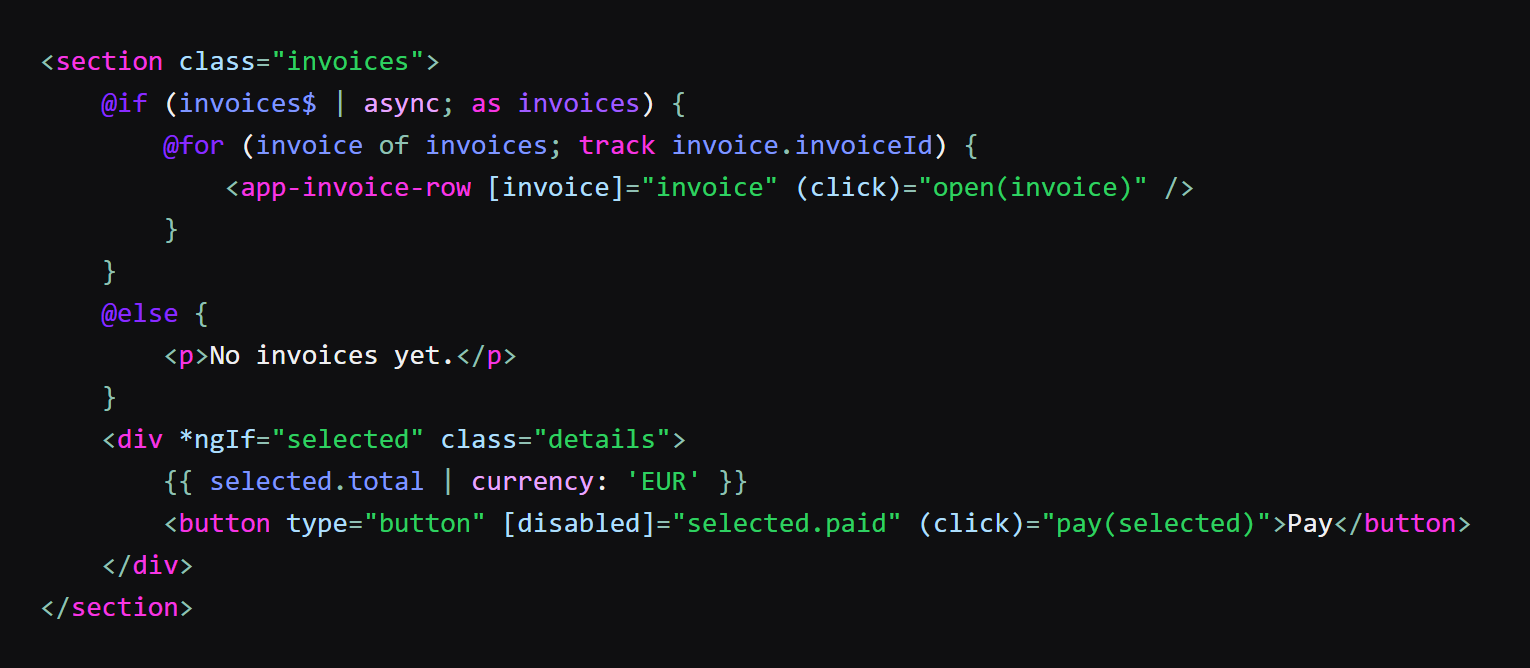 <section class="invoices">
    @if (invoices$ | async; as invoices) {
        @for (invoice of invoices; track invoice.invoiceId) {
            <app-invoice-row [invoice]="invoice" (click)="open(invoice)" />
        }
    }
    @else {
        <p>No invoices yet.</p>
    }
    <div *ngIf="selected" class="details">
        {{ selected.total | currency: 'EUR' }}
        <button type="button" [disabled]="selected.paid" (click)="pay(selected)">Pay</button>
    </div>
</section>